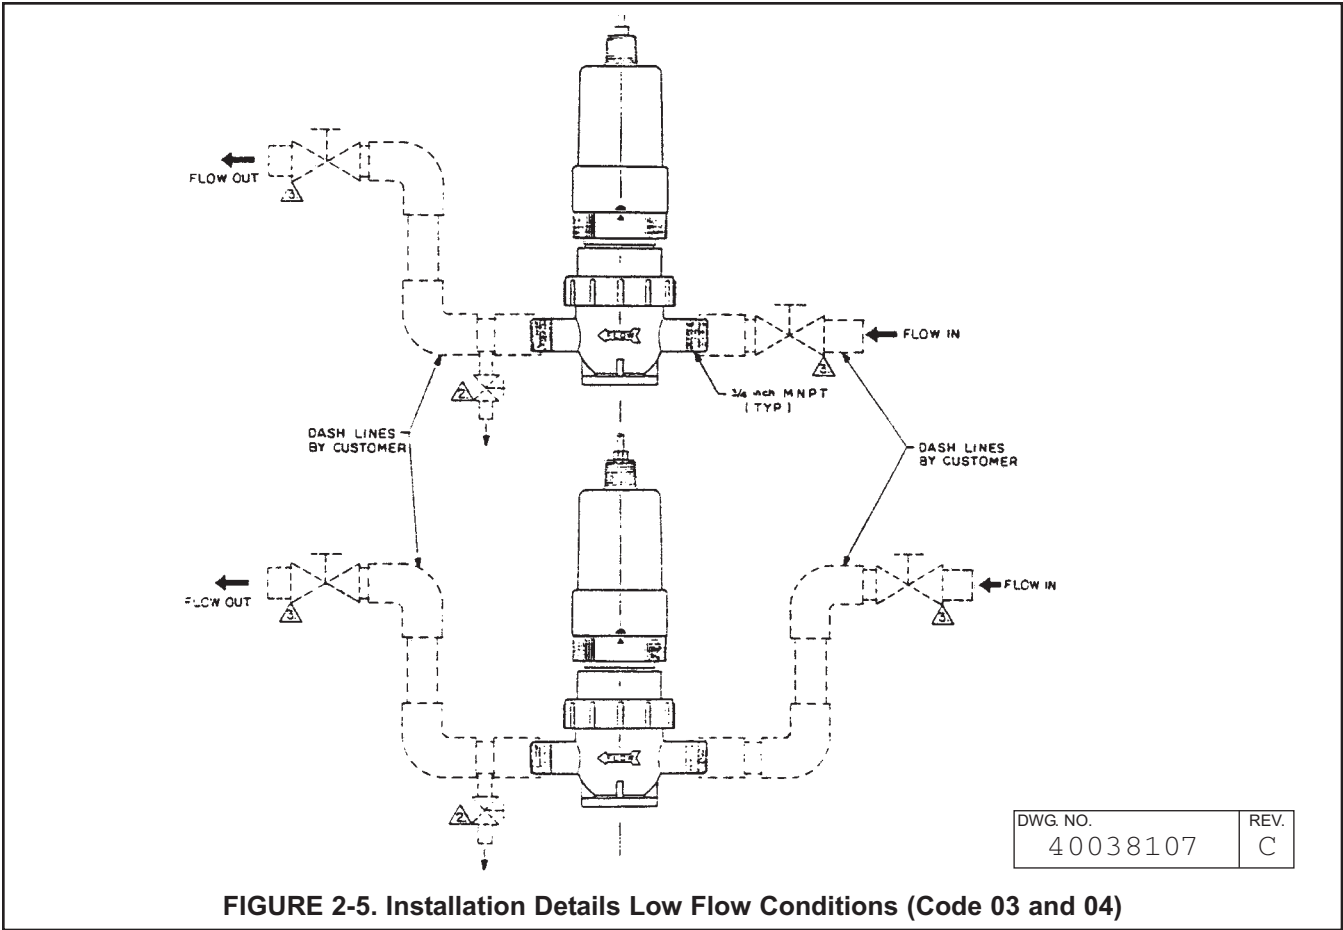 FLOW OUT
3.
FLOW
FLOW IN
3.
2.
3/4 inch MNPT
(TYP)
DASH LINES
BY CUSTOMER
DASH LINES
BY CUSTOMER
FLOW OUT
3.
FLOW IN
3.
FLOW
2.
DWG. NO.
40038107
REV.
C
FIGURE 2-5. Installation Details Low Flow Conditions (Code 03 and 04)